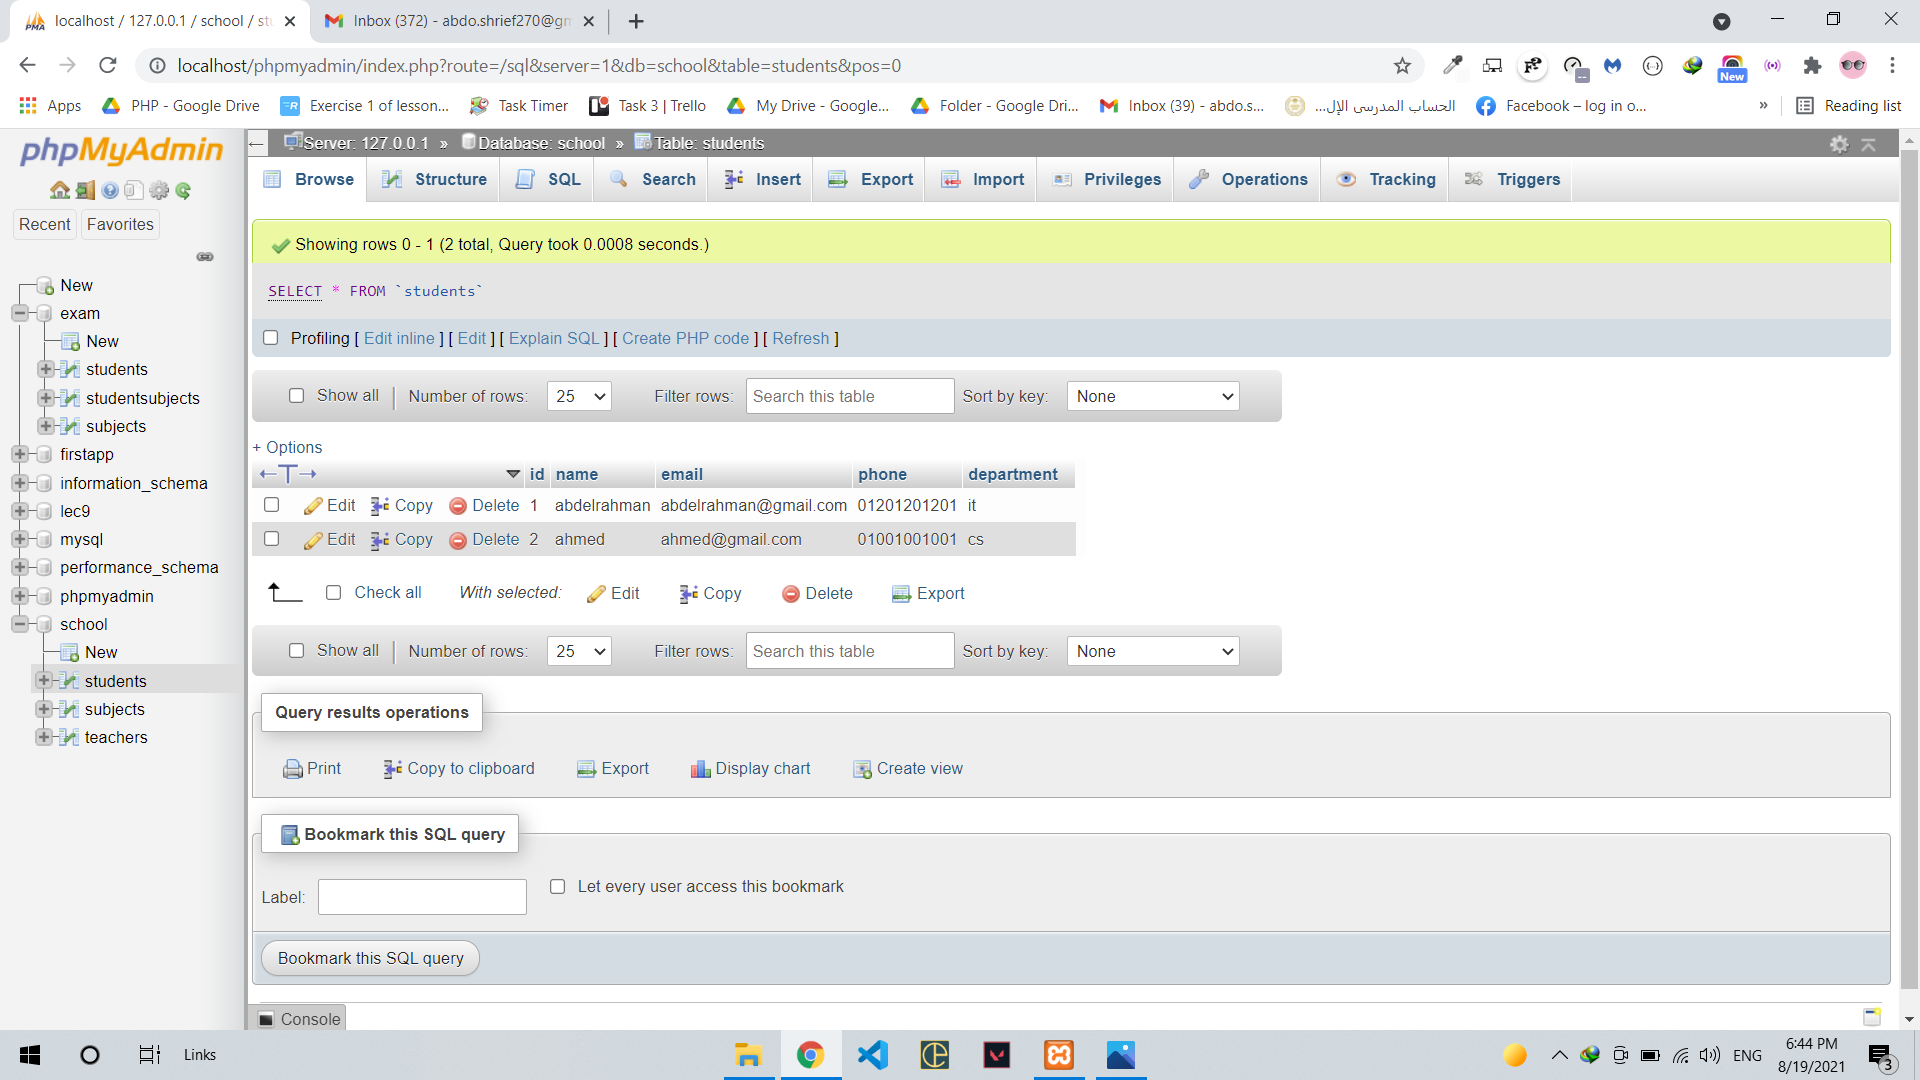 localhost / 127.0.0.1 / school / stu
Inbox (372) - abdo.shrief270@gm
localhost/phpmyadmin/index.php?route=/sql&server=1&db=school&table=students&pos=0
New
Apps
PHP - Google Drive
Exercise 1 of lesson...
Task Timer
Task 3 | Trello
My Drive - Google...
Folder - Google Dri...
Inbox (39) - abdo.s...
الحساب المدرسى الإل...
Facebook – log in o...
»
Reading list
phpMyAdmin
Server: 127.0.0.1 » Database: school » Table: students
Browse Structure SQL Search Insert Export Import Privileges Operations Tracking Triggers
Recent Favorites
New
exam
New
students
studentsubjects
subjects
firstapp
information_schema
lec9
mysql
performance_schema
phpmyadmin
school
New
students
subjects
teachers
Showing rows 0 - 1 (2 total, Query took 0.0008 seconds.)
SELECT * FROM `students`
Profiling [ Edit inline ] [ Edit ] [ Explain SQL ] [ Create PHP code ] [ Refresh ]
Show all | Number of rows: 25 Filter rows: Search this table Sort by key: None
+ Options
←T→ id name email phone department
Edit Copy Delete 1 abdelrahman abdelrahman@gmail.com 01201201201 it
Edit Copy Delete 2 ahmed ahmed@gmail.com 01001001001 cs
Check all With selected: Edit Copy Delete Export
Show all | Number of rows: 25 Filter rows: Search this table Sort by key: None
Query results operations
Print Copy to clipboard Export Display chart Create view
Bookmark this SQL query
Label: Let every user access this bookmark
Bookmark this SQL query
Console
Links
ENG
6:44 PM
8/19/2021
3